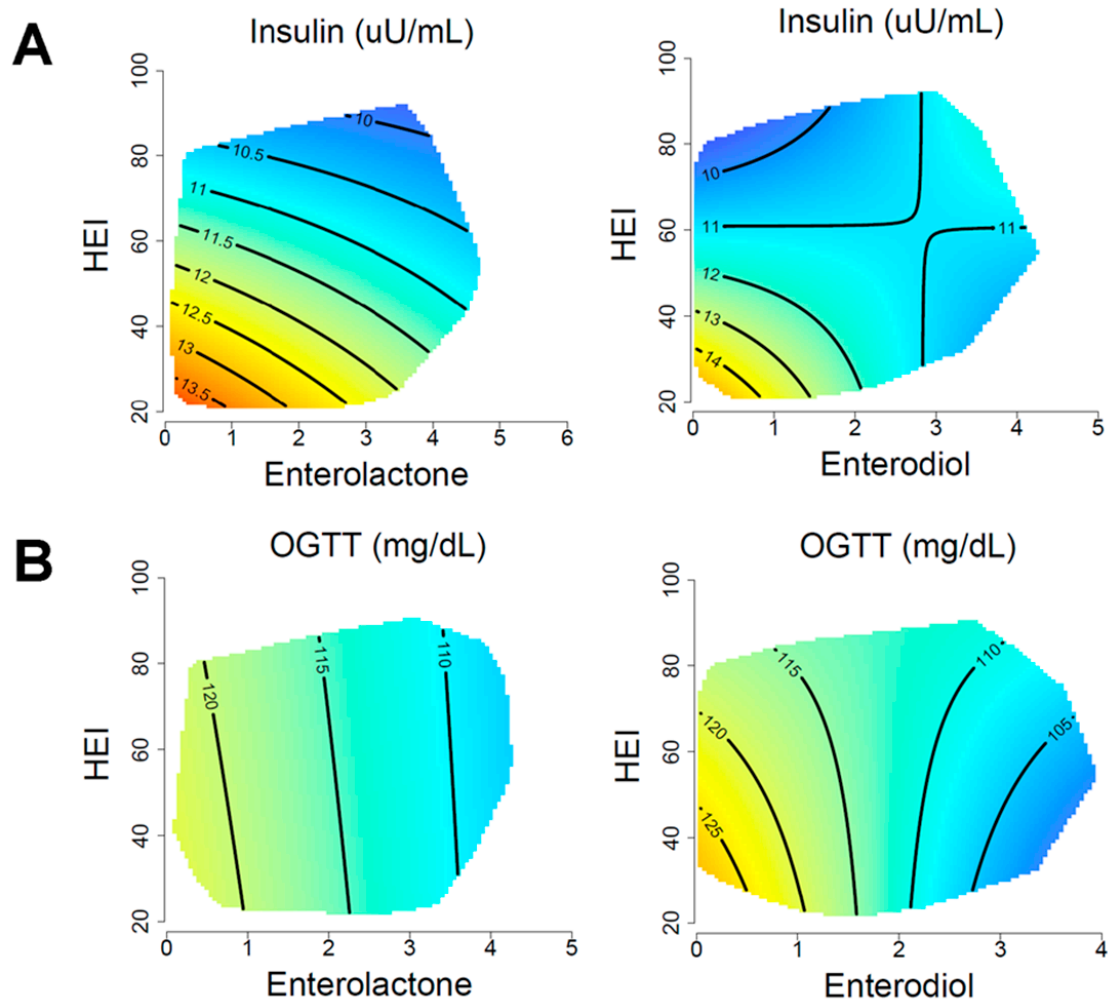 A
Insulin (uU/mL)
Insulin (uU/mL)
HEI
100
80
60
40
20
10
10.5
11
11.5
12
12.5
13
13.5
0 1 2 3 4 5 6
Enterolactone
HEI
100
80
60
40
20
10
11
11
12
13
14
0 1 2 3 4 5
Enterodiol
B
OGTT (mg/dL)
OGTT (mg/dL)
HEI
100
80
60
40
20
120
115
110
0 1 2 3 4 5
Enterolactone
HEI
100
80
60
40
20
115
110
120
105
125
0 1 2 3 4
Enterodiol